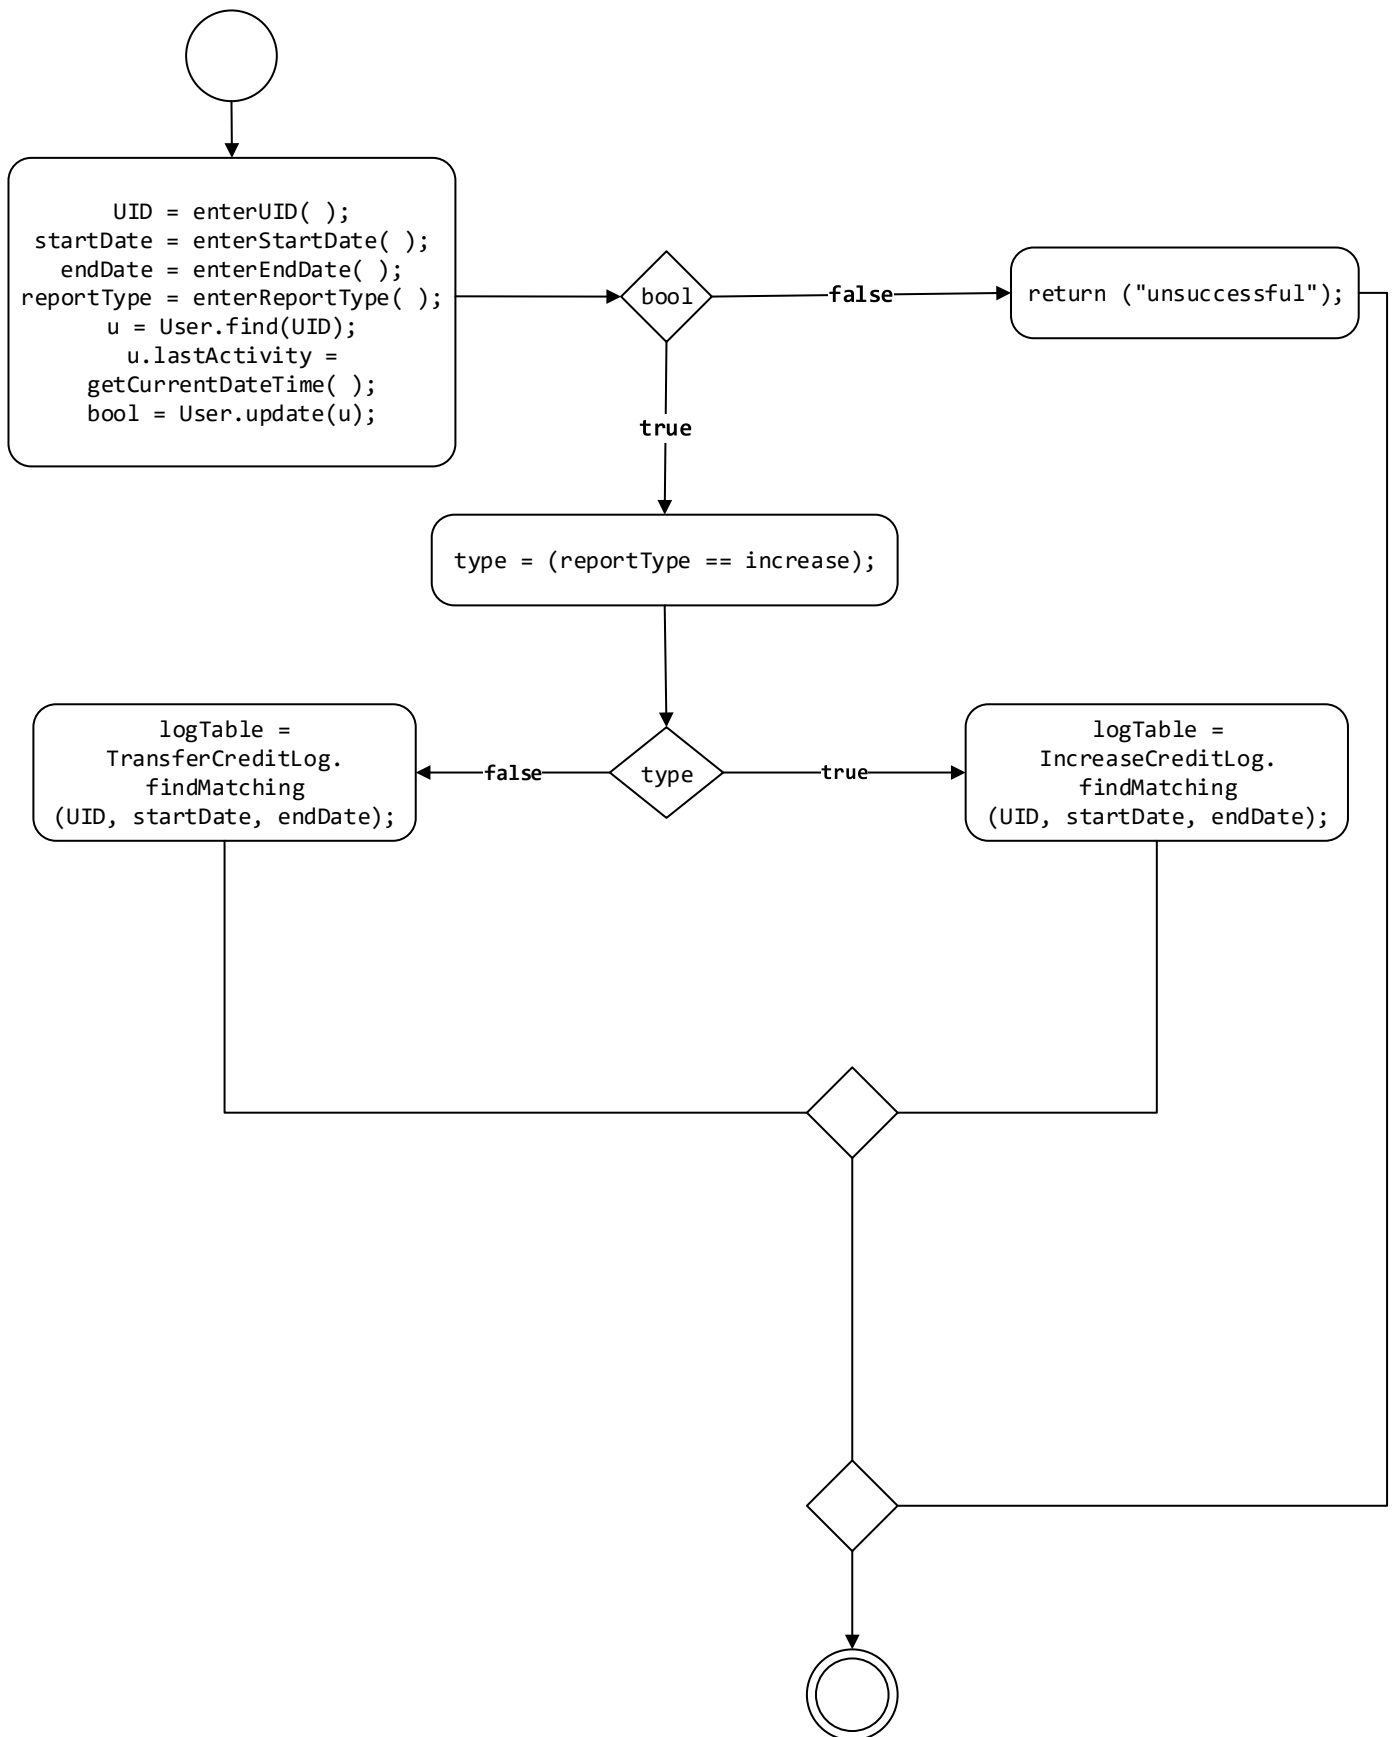 UID = enterUID( );
startDate = enterStartDate( );
endDate = enterEndDate( );
reportType = enterReportType( );
u = User.find(UID);
u.lastActivity =
getCurrentDateTime( );
bool = User.update(u);
bool
false
return ("unsuccessful");
true
type = (reportType == increase);
logTable =
TransferCreditLog.
findMatching
(UID, startDate, endDate);
false
type
true
logTable =
IncreaseCreditLog.
findMatching
(UID, startDate, endDate);